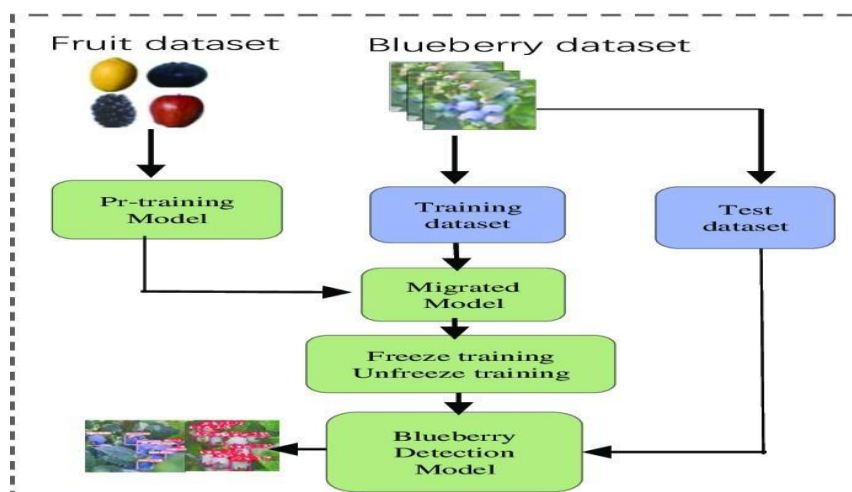 Fruit dataset
Blueberry dataset
Pr-training
Model
Training
dataset
Test
dataset
Migrated
Model
Freeze training
Unfreeze training
Blueberry
Detection
Model